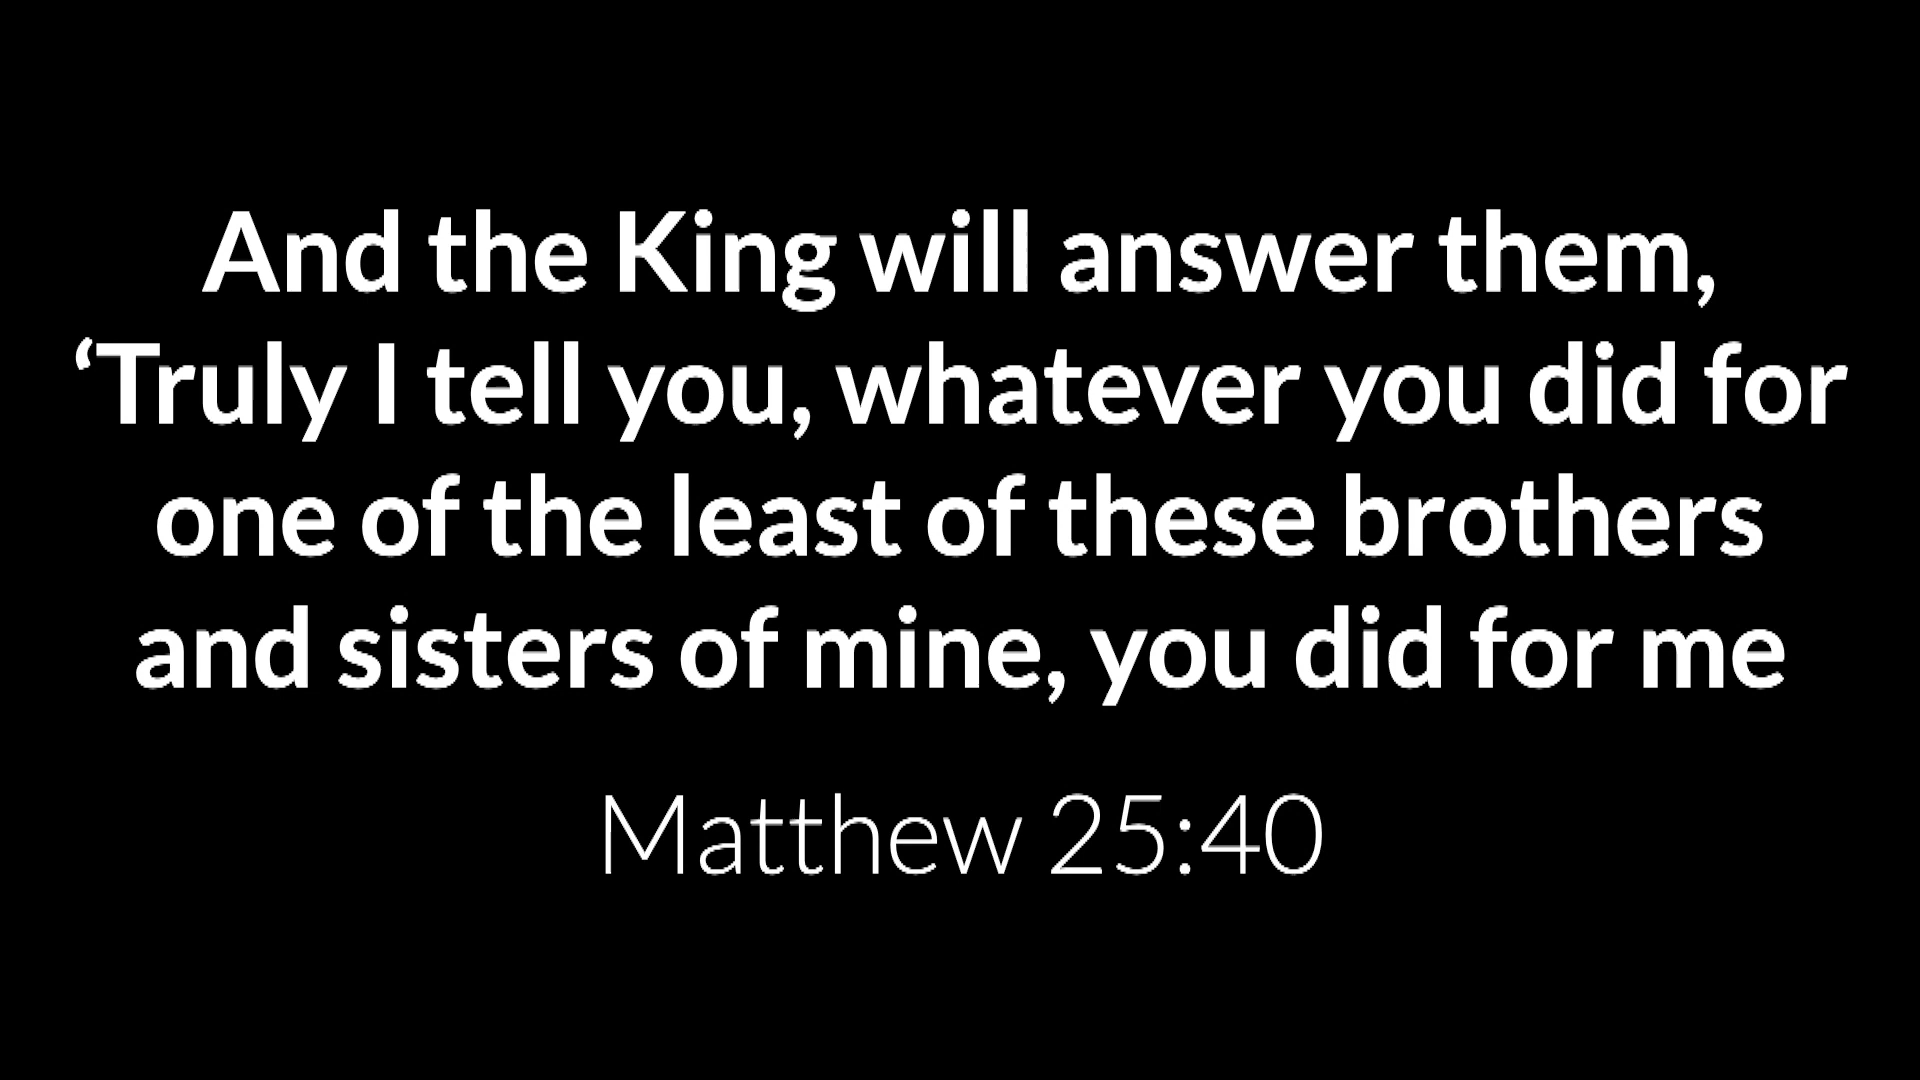 And the King will answer them,
‘Truly I tell you, whatever you did for
one of the least of these brothers
and sisters of mine, you did for me
Matthew 25:40